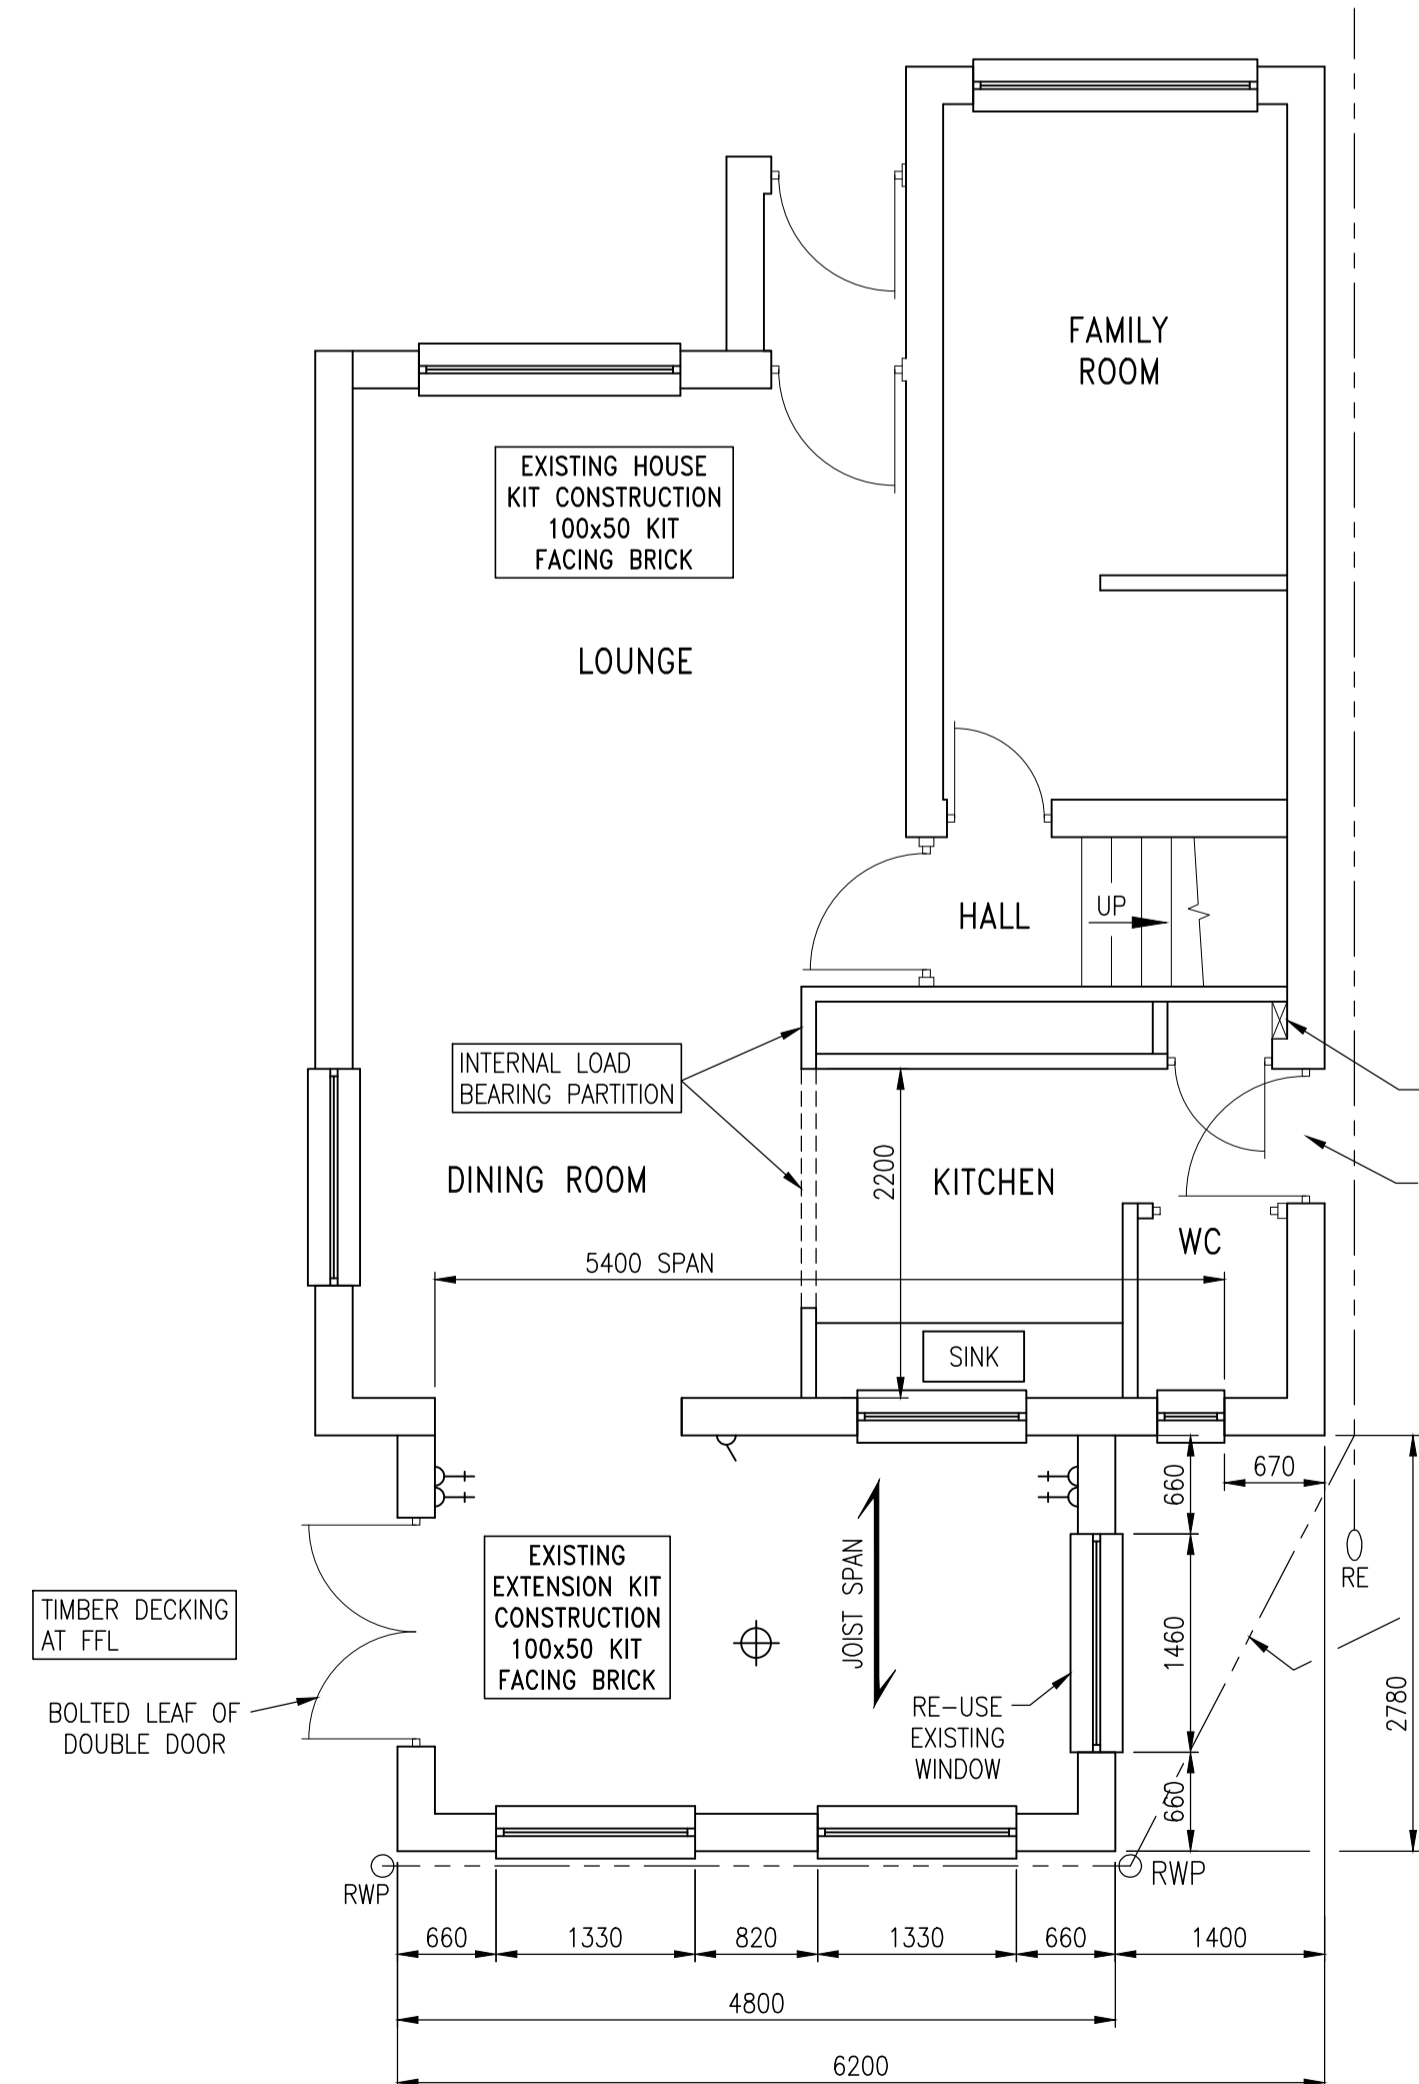 FAMILY
ROOM
EXISTING HOUSE
KIT CONSTRUCTION
100x50 KIT
FACING BRICK
LOUNGE
HALL
UP
INTERNAL LOAD
BEARING PARTITION
DINING ROOM
2200
KITCHEN
WC
5400 SPAN
SINK
670
660
RE
EXISTING
EXTENSION KIT
CONSTRUCTION
100x50 KIT
FACING BRICK
JOIST SPAN
TIMBER DECKING
AT FFL
1460
2780
BOLTED LEAF OF
DOUBLE DOOR
RE-USE
EXISTING
WINDOW
660
RWP
RWP
660
1330
820
1330
660
1400
4800
6200